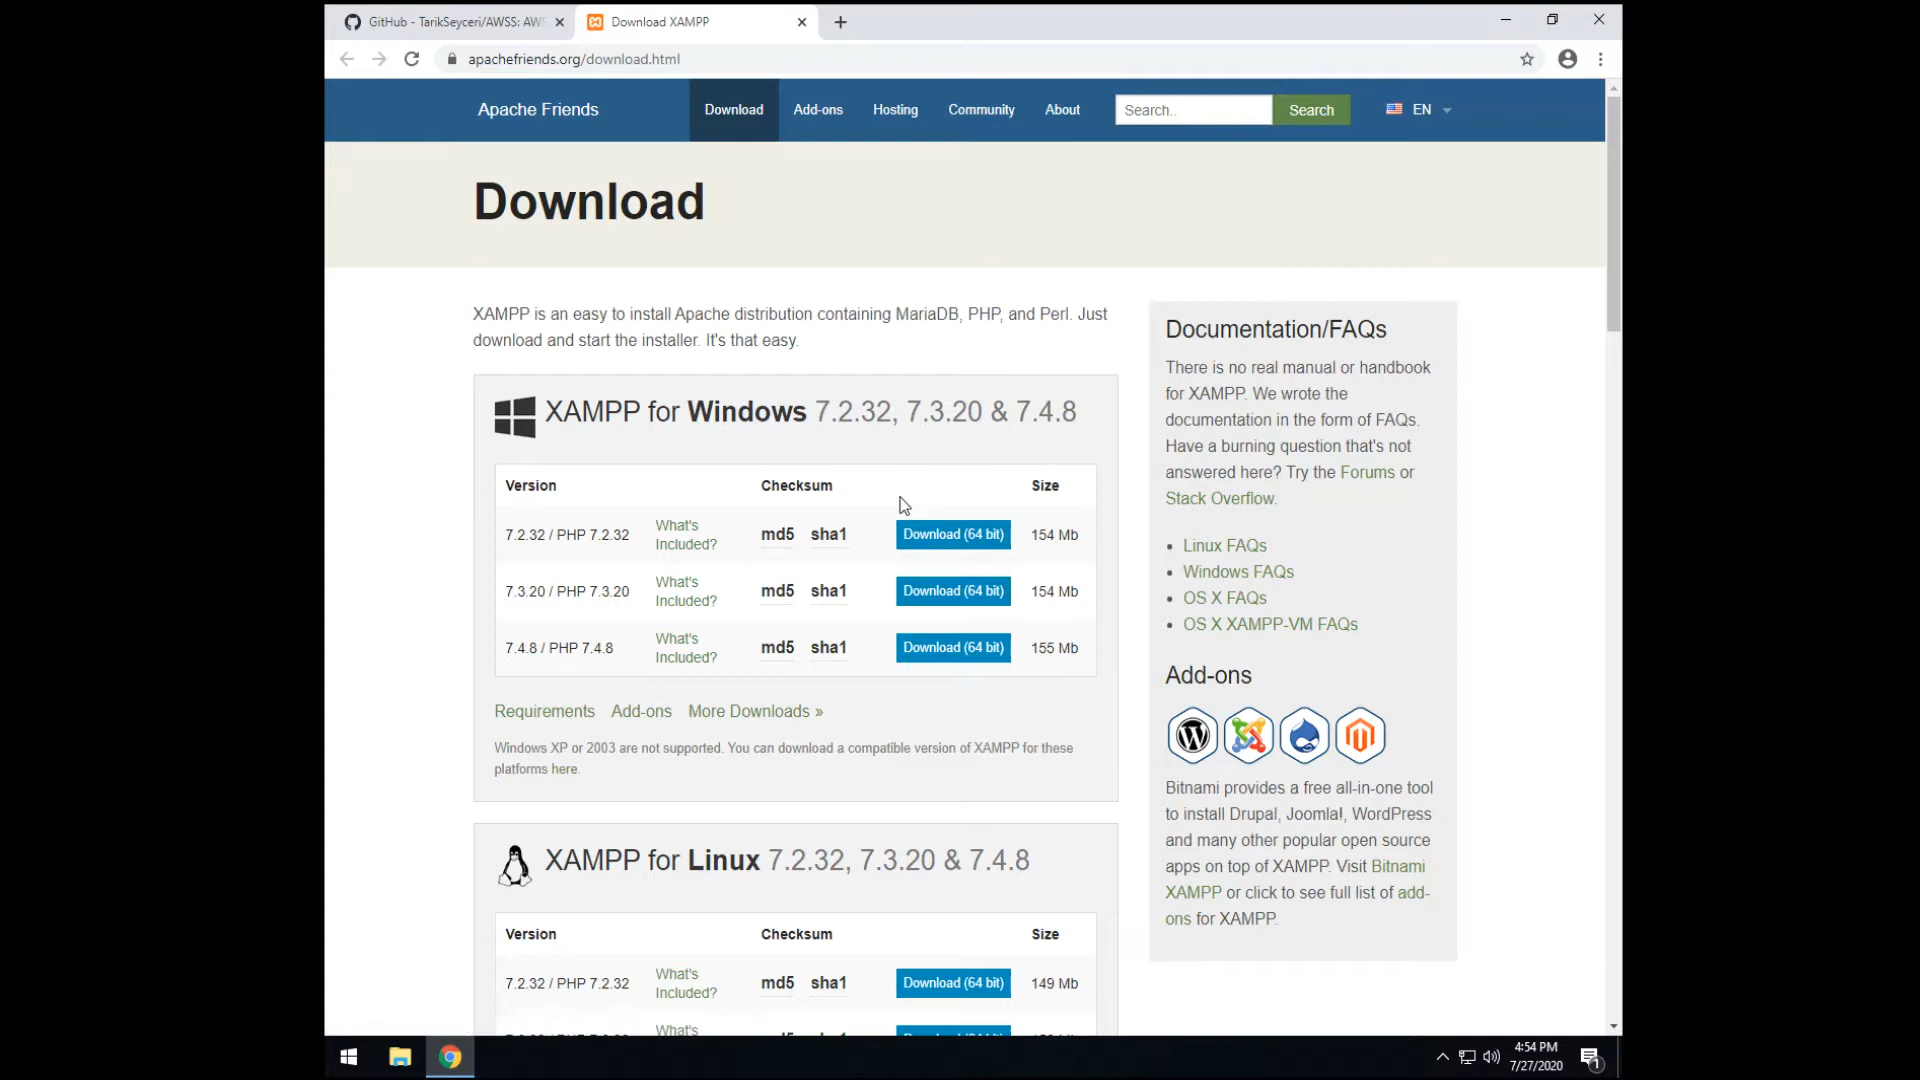 GitHub - TarikSeyceri/AWSS: AWS
Download XAMPP
apachefriends.org/download.html
Apache Friends
Download
Add-ons
Hosting
Community
About
Search..
Search
EN
Download
XAMPP is an easy to install Apache distribution containing MariaDB, PHP, and Perl. Just
download and start the installer. It's that easy.
XAMPP for Windows 7.2.32, 7.3.20 & 7.4.8
Version Checksum Size
7.2.32 / PHP 7.2.32 What's Included? md5 sha1 Download (64 bit) 154 Mb
7.3.20 / PHP 7.3.20 What's Included? md5 sha1 Download (64 bit) 154 Mb
7.4.8 / PHP 7.4.8 What's Included? md5 sha1 Download (64 bit) 155 Mb
Requirements Add-ons More Downloads »
Windows XP or 2003 are not supported. You can download a compatible version of XAMPP for these
platforms here.
XAMPP for Linux 7.2.32, 7.3.20 & 7.4.8
Version Checksum Size
7.2.32 / PHP 7.2.32 What's Included? md5 sha1 Download (64 bit) 149 Mb
What's
Documentation/FAQs
There is no real manual or handbook
for XAMPP. We wrote the
documentation in the form of FAQs.
Have a burning question that's not
answered here? Try the Forums or
Stack Overflow.
Linux FAQs
Windows FAQs
OS X FAQs
OS X XAMPP-VM FAQs
Add-ons
Bitnami provides a free all-in-one tool
to install Drupal, Joomla!, WordPress
and many other popular open source
apps on top of XAMPP. Visit Bitnami
XAMPP or click to see full list of add-
ons for XAMPP.
4:54 PM
7/27/2020
1